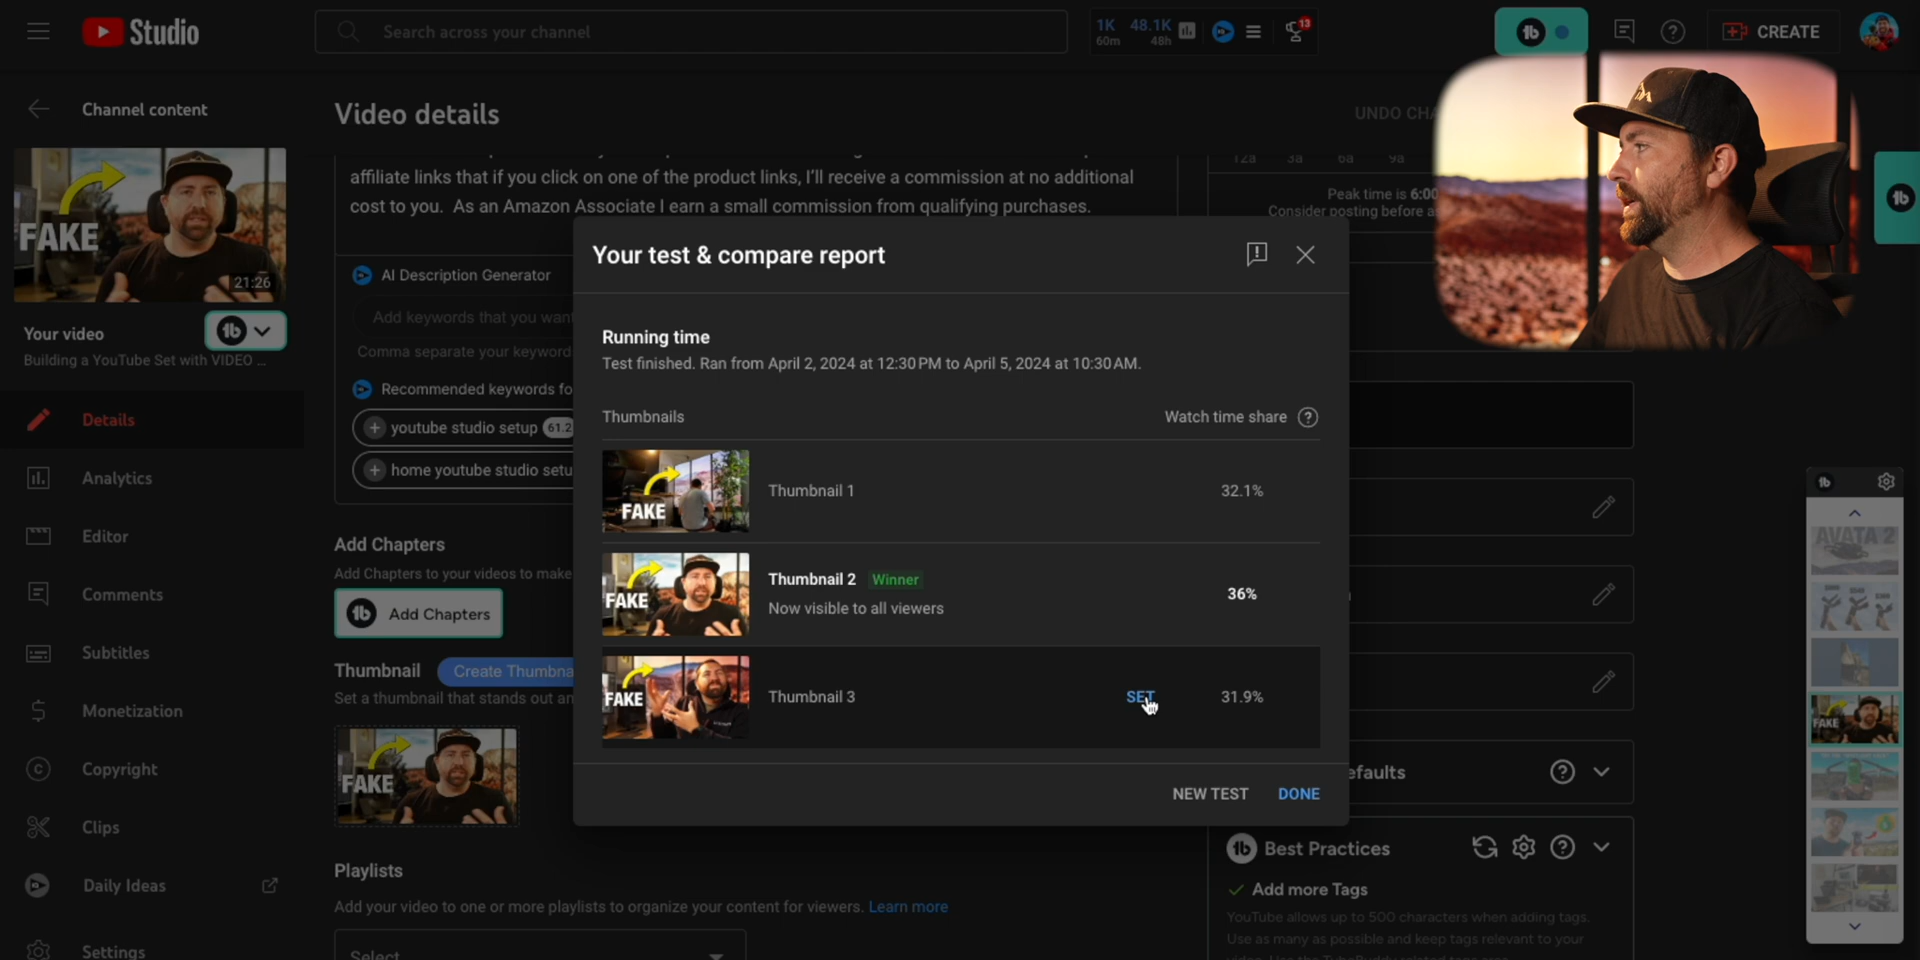 Studio
Search across your channel
1K
60m
48.1K
48h
13
CREATE
Channel content
Video details
UNDO CHA
12a 3a 6a 9a
affiliate links that if you click on one of the product links, I'll receive a commission at no additional
cost to you. As an Amazon Associate I earn a small commission from qualifying purchases.
Peak time is 6:00
Consider posting before a
FAKE
21:26
Your video
Building a YouTube Set with VIDEO ...
AI Description Generator
Add keywords that you want
Comma separate your keyword
Recommended keywords fo
youtube studio setup 61.2
home youtube studio setu
Your test & compare report
Running time
Test finished. Ran from April 2, 2024 at 12:30 PM to April 5, 2024 at 10:30 AM.
Thumbnails
Watch time share
FAKE
Thumbnail 1
32.1%
FAKE
Thumbnail 2 Winner
Now visible to all viewers
36%
FAKE
Thumbnail 3
SET
31.9%
NEW TEST
DONE
Details
Analytics
Editor
Comments
Subtitles
Monetization
Copyright
Clips
Daily Ideas
Settings
Add Chapters
Add Chapters to your videos to make
Add Chapters
Thumbnail
Create Thumbna
Set a thumbnail that stands out an
FAKE
Playlists
Add your video to one or more playlists to organize your content for viewers. Learn more
Select
efaults
Best Practices
Add more Tags
YouTube allows up to 500 characters when adding tags.
Use as many as possible and keep tags relevant to your
AVATA 2
FAKE